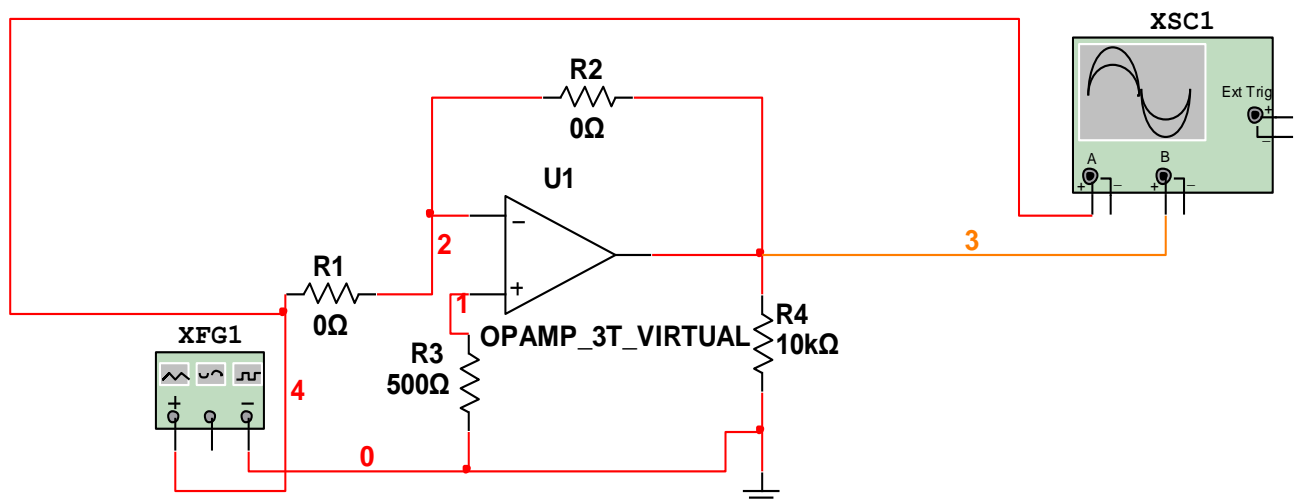 XSC1
Ext Trig
+
−
A
B
+ − + −
R2
0Ω
U1
−
+
2
3
R1
0Ω
1
OPAMP_3T_VIRTUAL
R4
10kΩ
XFG1
R3
500Ω
4
+ −
0